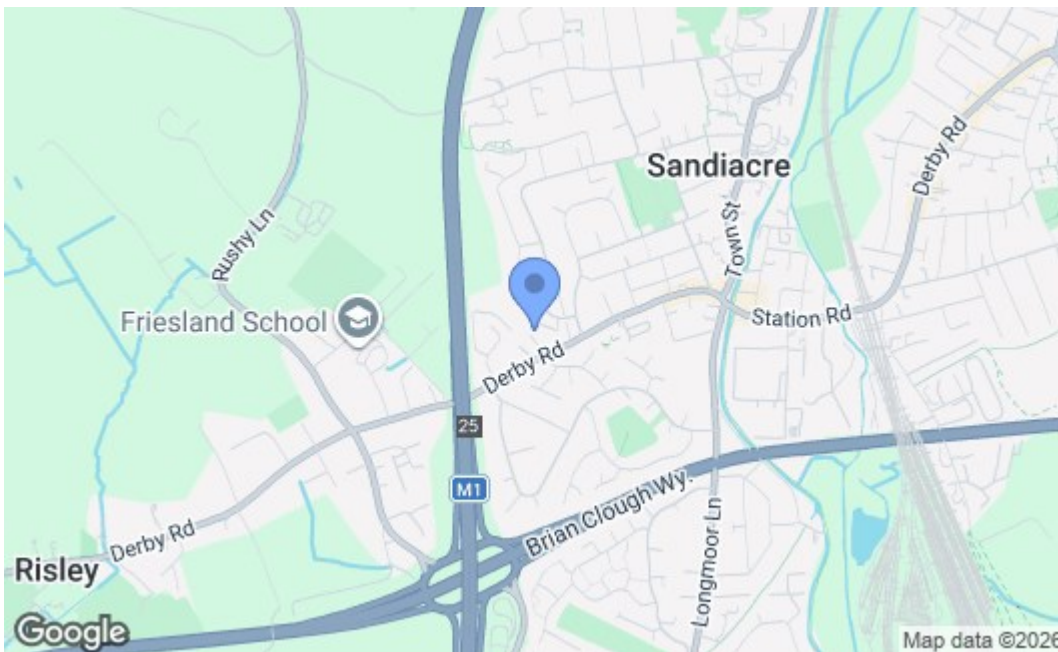 Sandiacre
Derby Rd
Rushy Ln
Town St
Friesland School
Station Rd
Derby Rd
25
M1
Brian Clough Wy.
Longmoor Ln
Derby Rd
Risley
Google
Map data ©2026